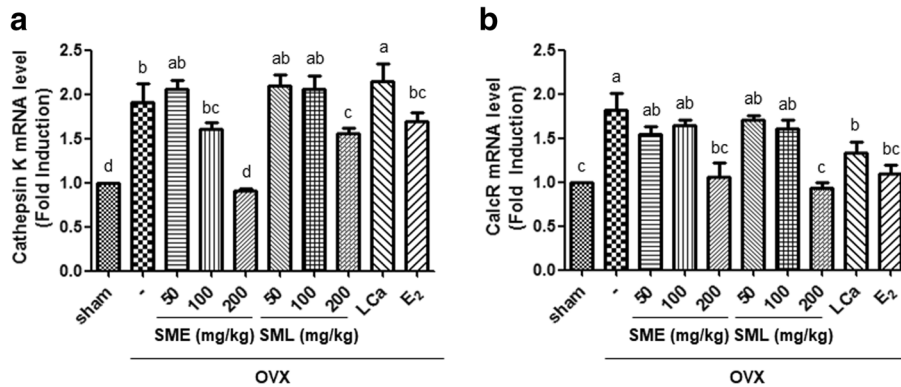 a
Cathepsin K mRNA level
(Fold Induction)
2.5
2.0
1.5
1.0
0.5
0.0
d
b
ab
bc
d
ab
ab
c
a
bc
sham
-
50
100
200
50
100
200
LCa
E2
SME (mg/kg) SML (mg/kg)
OVX
b
CalcR mRNA level
(Fold Induction)
2.5
2.0
1.5
1.0
0.5
0.0
c
a
ab
ab
bc
ab
ab
c
b
bc
sham
-
50
100
200
50
100
200
LCa
E2
SME (mg/kg) SML (mg/kg)
OVX